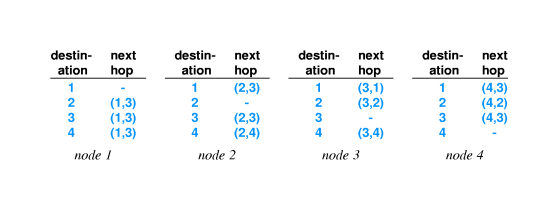 destin- next destin- next destin- next destin- next
ation hop ation hop ation hop ation hop
1 - 1 (2,3) 1 (3,1) 1 (4,3)
2 (1,3) 2 - 2 (3,2) 2 (4,2)
3 (1,3) 3 (2,3) 3 - 3 (4,3)
4 (1,3) 4 (2,4) 4 (3,4) 4 -
node 1 node 2 node 3 node 4